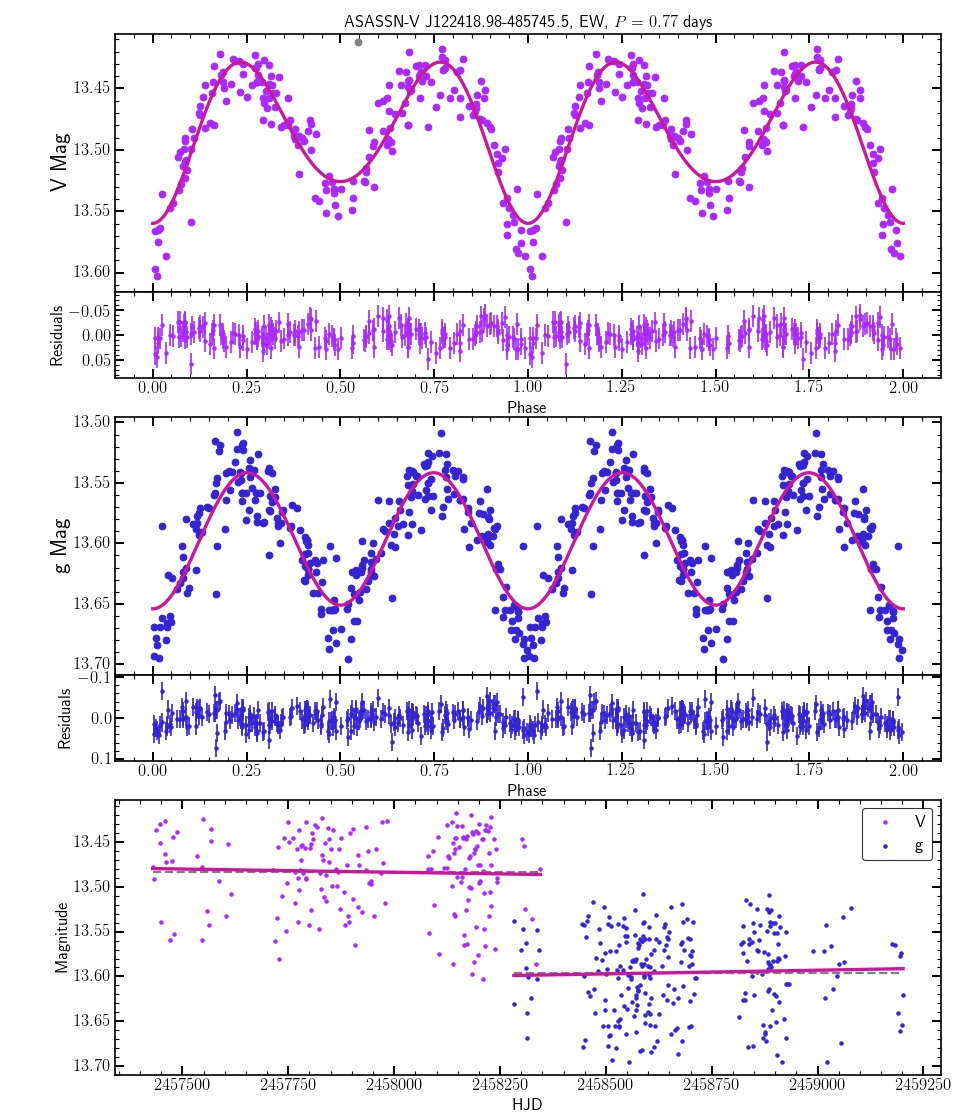 ASASSN-V J122418.98-485745.5, EW, P = 0.77 days
13.45
13.50
13.55
13.60
V Mag
−0.05
0.00
0.05
Residuals
0.00 0.25 0.50 0.75 1.00 1.25 1.50 1.75 2.00
Phase
13.50
13.55
13.60
13.65
13.70
g Mag
−0.1
0.0
0.1
Residuals
0.00 0.25 0.50 0.75 1.00 1.25 1.50 1.75 2.00
Phase
V
g
13.45
13.50
13.55
13.60
13.65
13.70
Magnitude
2457500 2457750 2458000 2458250 2458500 2458750 2459000 2459250
HJD